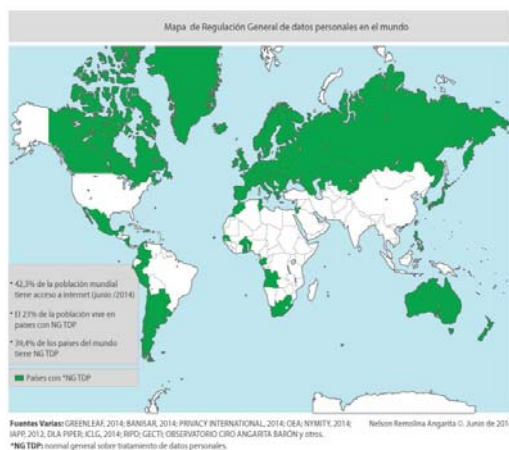 Mapa de Regulación General de datos personales en el mundo
• 42,3% de la población mundial
tiene acceso a internet (junio /2014)
• El 23% de la población vive en
países con NG TDP
• 39,4% de los países del mundo
tiene NG TDP
Países con *NG TDP
Fuentes Varias: GREENLEAF, 2014; BANISAR, 2014; PRIVACY INTERNATIONAL, 2014; OEA; NYMITY, 2014;
Nelson Remolina Angarita ©. Junio de 201
IAPP, 2012, DLA PIPER; ICLG, 2014; RIPD; GECTI; OBSERVATORIO CIRO ANGARITA BARÓN y otros.
*NG TDP: normal general sobre tratamiento de datos personales.